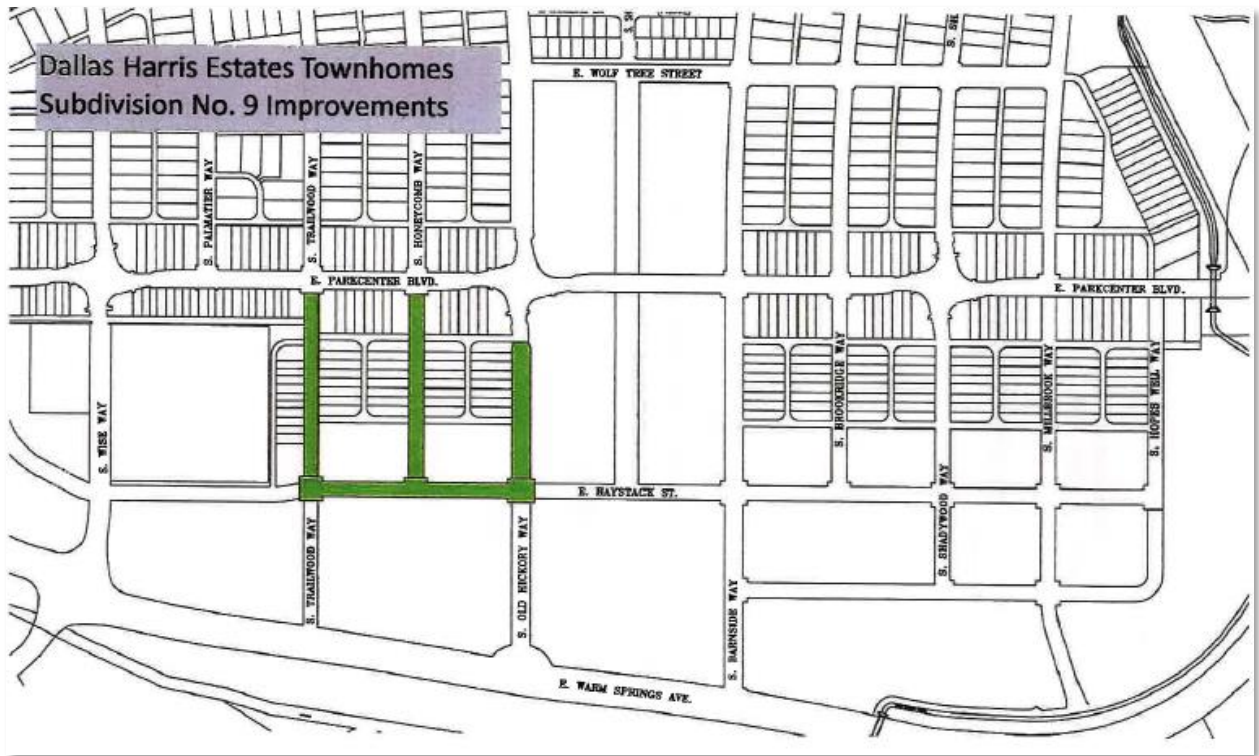 Dallas Harris Estates Townhomes
Subdivision No. 9 Improvements
E. WOLF TREE STREET
S. PALMATIER WAY
S. TRAILWOOD WAY
S. HONEYCOMB WAY
E. PARKCENTER BLVD.
E. PARKCENTER BLVD.
S. WISE WAY
S. BROOKRIDGE WAY
S. MILLBROOK WAY
S. HOPES WELL WAY
E. HAYSTACK ST.
S. TRAILWOOD WAY
S. OLD HICKORY WAY
S. SHADYWOOD WAY
S. BARNSIDE WAY
E. WARM SPRINGS AVE.